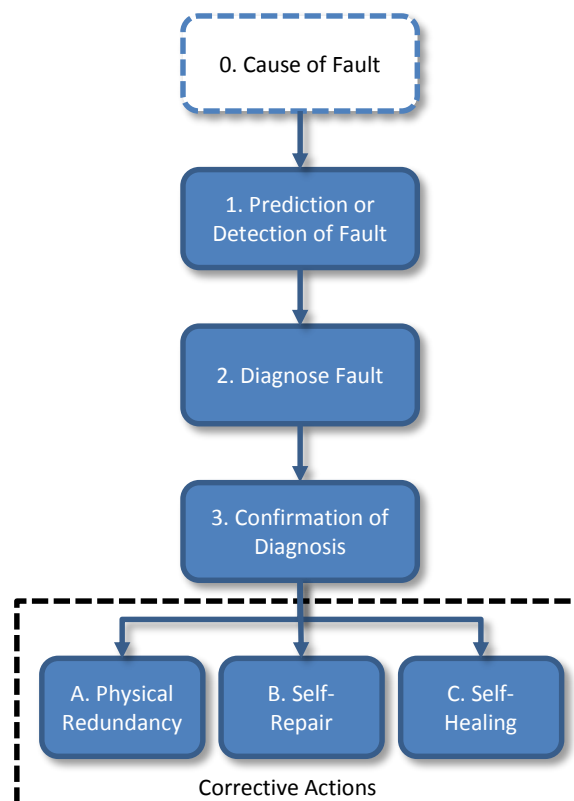 0. Cause of Fault
1. Prediction or
Detection of Fault
2. Diagnose Fault
3. Confirmation of
Diagnosis
A. Physical
Redundancy
B. Self-
Repair
C. Self-
Healing
Corrective Actions